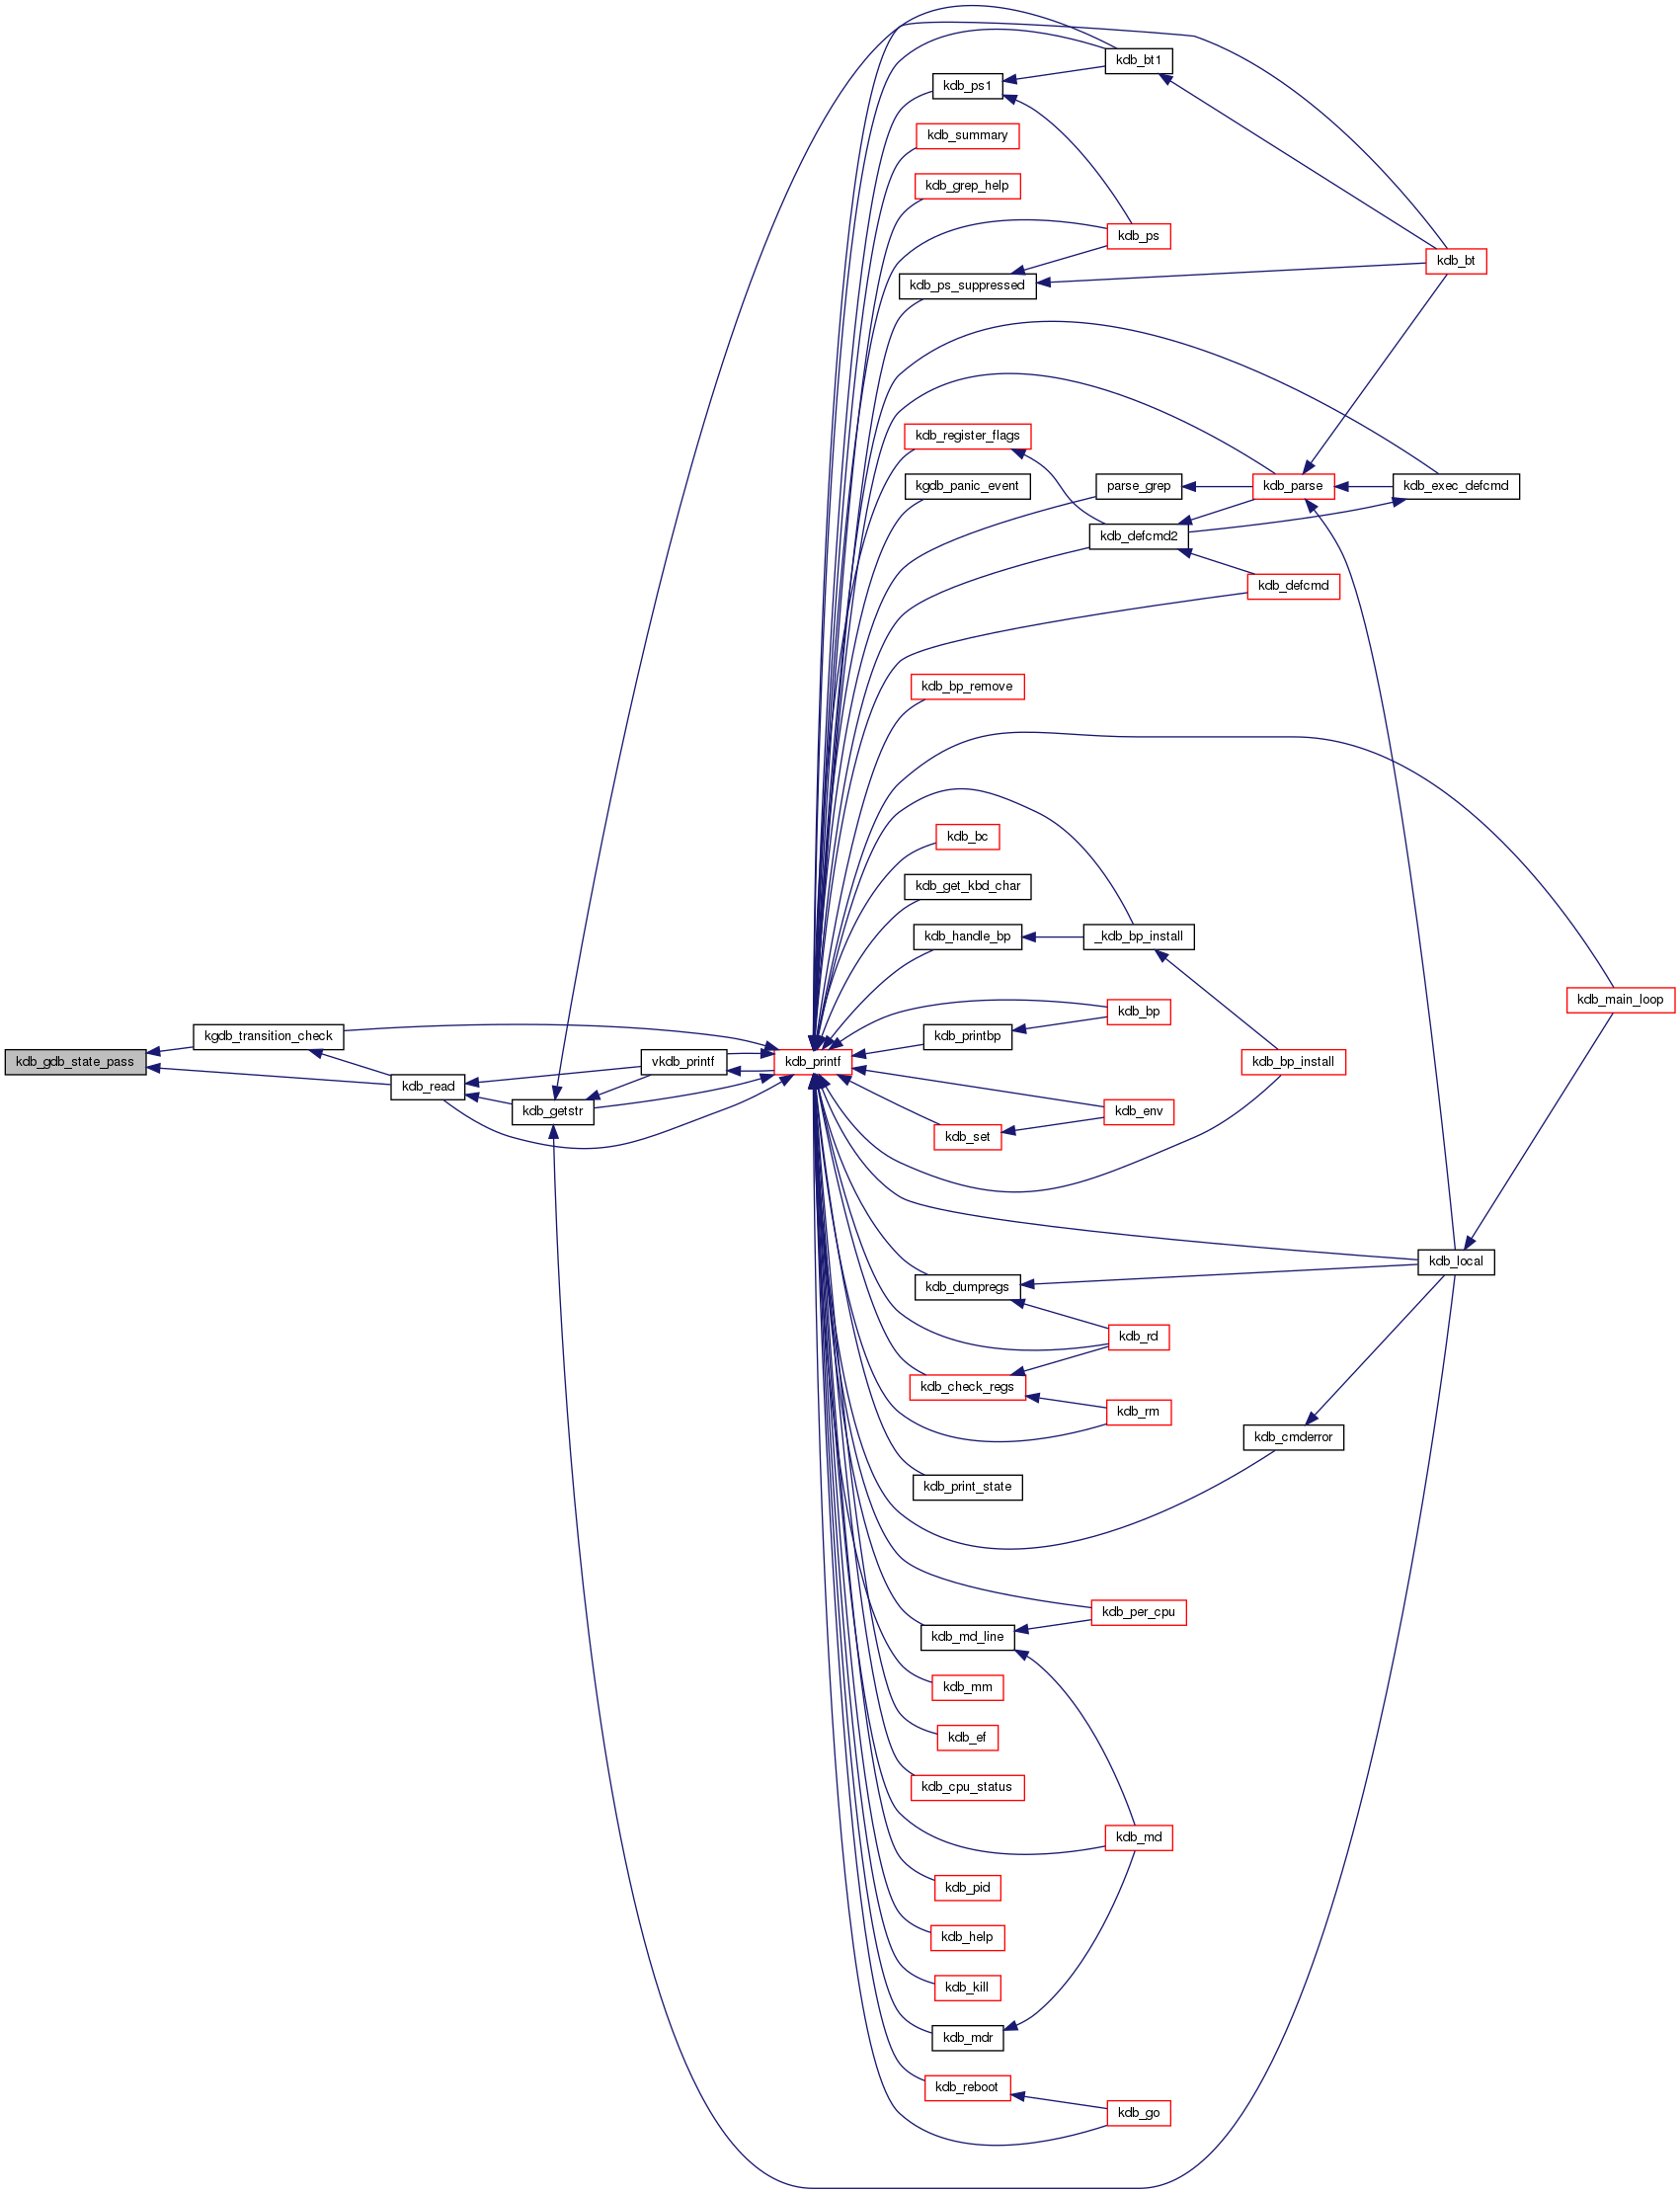 kdb_bt1
kdb_ps1
kdb_summary
kdb_grep_help
kdb_ps
kdb_bt
kdb_ps_suppressed
kdb_register_flags
kgdb_panic_event
parse_grep
kdb_parse
kdb_exec_defcmd
kdb_defcmd2
kdb_defcmd
kdb_bp_remove
kdb_bc
kdb_get_kbd_char
kdb_handle_bp
_kdb_bp_install
kdb_main_loop
kdb_bp
kgdb_transition_check
kdb_printbp
kdb_gdb_state_pass
vkdb_printf
kdb_printf
kdb_bp_install
kdb_read
kdb_getstr
kdb_env
kdb_set
kdb_local
kdb_dumpregs
kdb_rd
kdb_check_regs
kdb_rm
kdb_cmderror
kdb_print_state
kdb_per_cpu
kdb_md_line
kdb_mm
kdb_ef
kdb_cpu_status
kdb_md
kdb_pid
kdb_help
kdb_kill
kdb_mdr
kdb_reboot
kdb_go